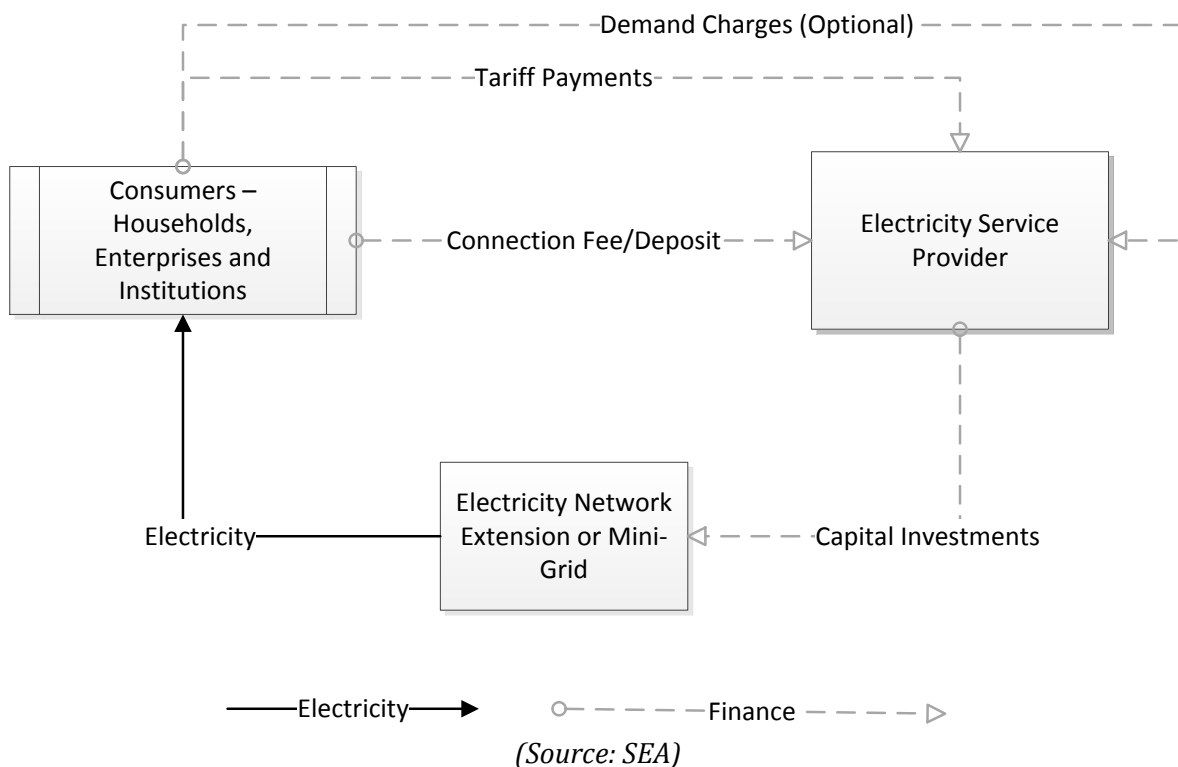 Demand Charges (Optional)
Tariff Payments
Consumers –
Households,
Enterprises and
Institutions
Connection Fee/Deposit
Electricity Service
Provider
Electricity Network
Extension or Mini-
Grid
Electricity
Capital Investments
Electricity
Finance
(Source: SEA)